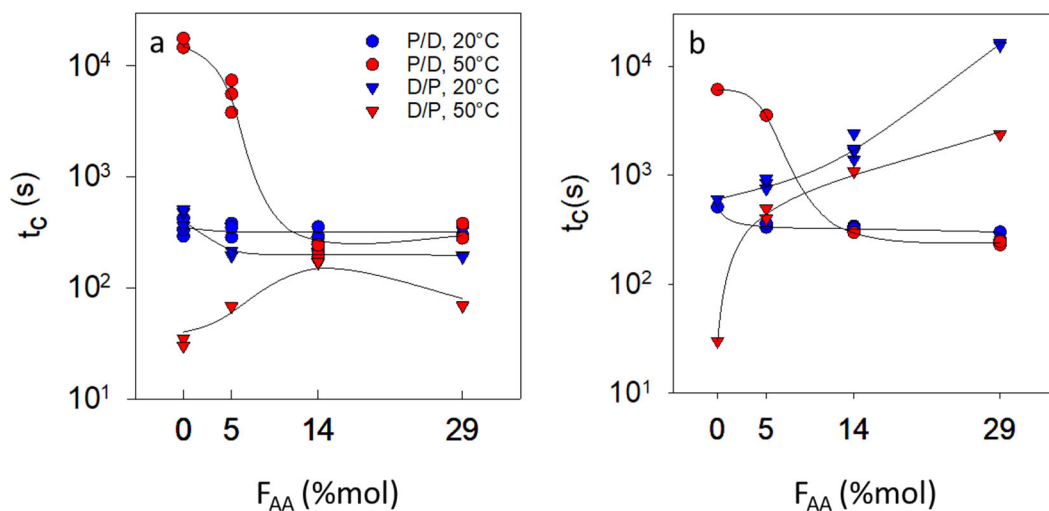 a
P/D, 20°C
P/D, 50°C
D/P, 20°C
D/P, 50°C
10⁴
10³
10²
10¹
t_C (s)
0 5 14 29
F_AA (%mol)
b
10⁴
10³
10²
10¹
t_C(s)
0 5 14 29
F_AA (%mol)